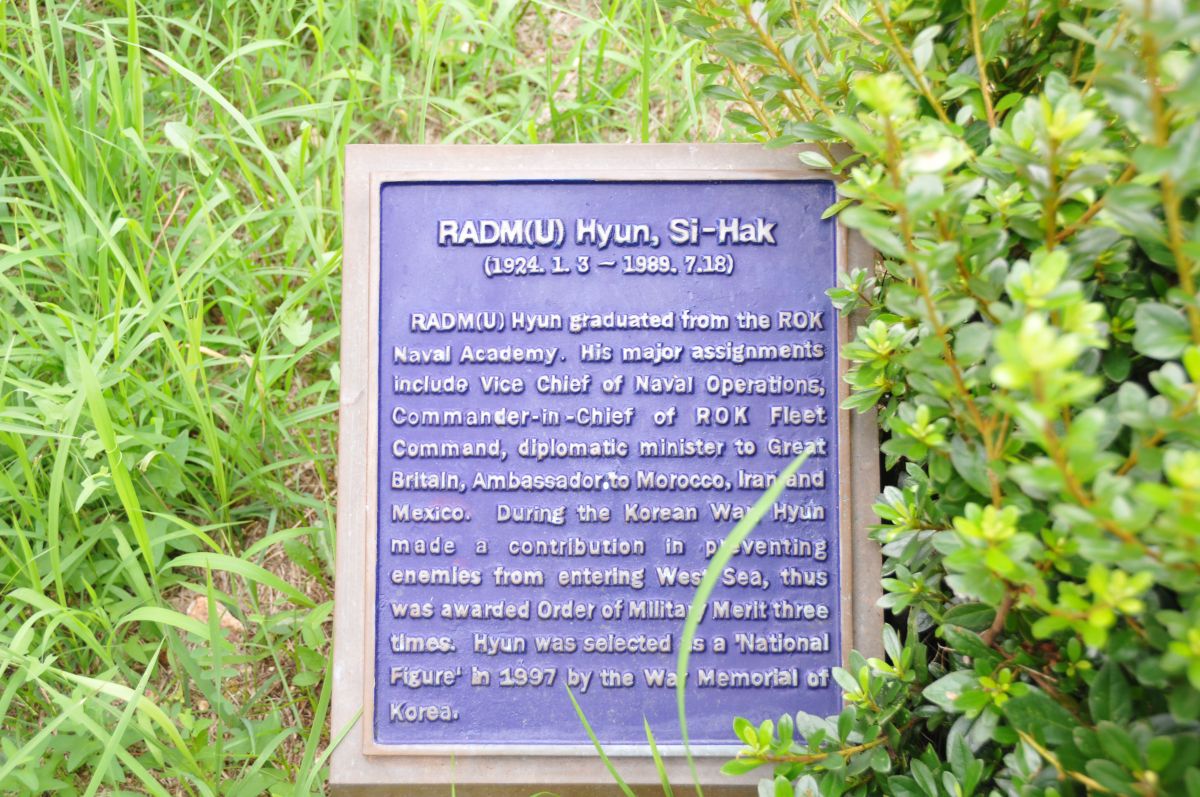 RADM(U) Hyun, Si-Hak
(1924. 1. 3 ~ 1989. 7.18)
RADM(U) Hyun graduated from the ROK
Naval Academy. His major assignments
include Vice Chief of Naval Operations,
Commander-in-Chief of ROK Fleet
Command, diplomatic minister to Great
Britain, Ambassador to Morocco, Iran and
Mexico. During the Korean War Hyun
made a contribution in preventing
enemies from entering West Sea, thus
was awarded Order of Military Merit three
times. Hyun was selected as a 'National
Figure' in 1997 by the War Memorial of
Korea.